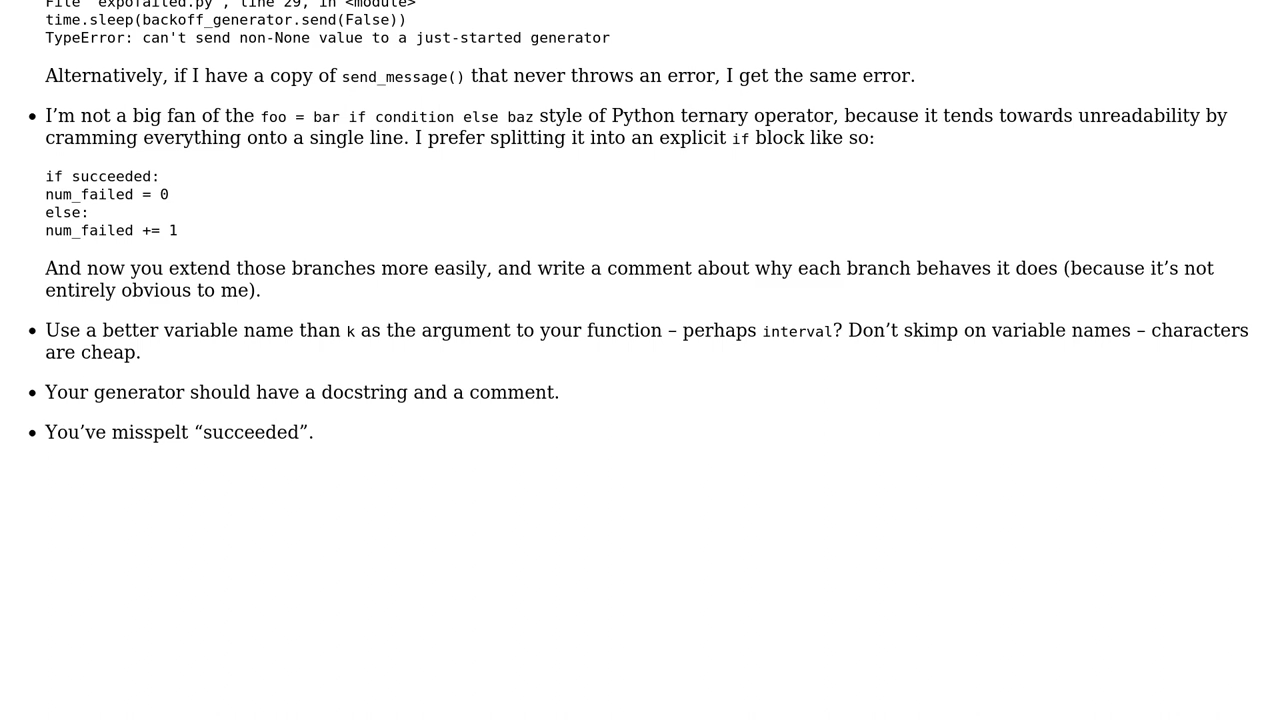 File "expofailed.py", line 29, in <module>
time.sleep(backoff_generator.send(False))
TypeError: can't send non-None value to a just-started generator
Alternatively, if I have a copy of send_message() that never throws an error, I get the same error.
• I’m not a big fan of the foo = bar if condition else baz style of Python ternary operator, because it tends towards unreadability by
cramming everything onto a single line. I prefer splitting it into an explicit if block like so:
if succeeded:
num_failed = 0
else:
num_failed += 1
And now you extend those branches more easily, and write a comment about why each branch behaves it does (because it’s not
entirely obvious to me).
• Use a better variable name than k as the argument to your function – perhaps interval? Don’t skimp on variable names – characters
are cheap.
• Your generator should have a docstring and a comment.
• You’ve misspelt “succeeded”.